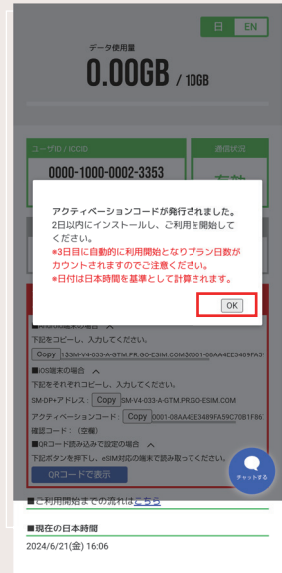 日 EN
データ使用量
0.00GB / 10GB
ユーザID / ICCID
通信状況
0000-1000-0002-3353
有効
アクティベーションコードが発行されました。
2日以内にインストールし、ご利用を開始して
ください。
※3日目に自動的に利用開始となりプラン日数が
カウントされますのでご注意ください。
※日付は日本時間を基準として計算されます。
OK
■Android端末の場合 ヘ
下記をコピーし、入力してください。
Copy
■iOS端末の場合 ヘ
下記をそれぞれコピーし、入力してください。
SM-DP+アドレス: Copy SM-V4-033-A-GTM.PR.GO-ESIM.COM
アクティベーションコード: Copy 0001-08AA4EE3489FA59C70B1F86
確認コード:（空欄）
■QRコード読み込みで設定の場合 ヘ
下記ボタンを押下し、eSIM対応の端末で読み取ってください。
QRコードで表示
チャットする
■ご利用開始までの流れはこちら
■現在の日本時間
2024/6/21(金) 16:06